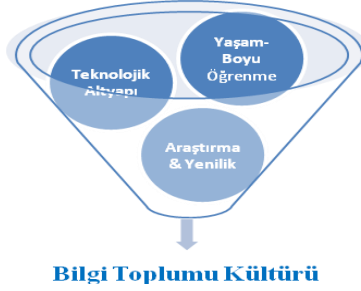 Teknolojik
Altyapı
Yaşam-
Boyu
Öğrenme
Araştırma
& Yenilik
Bilgi Toplumu Kültürü